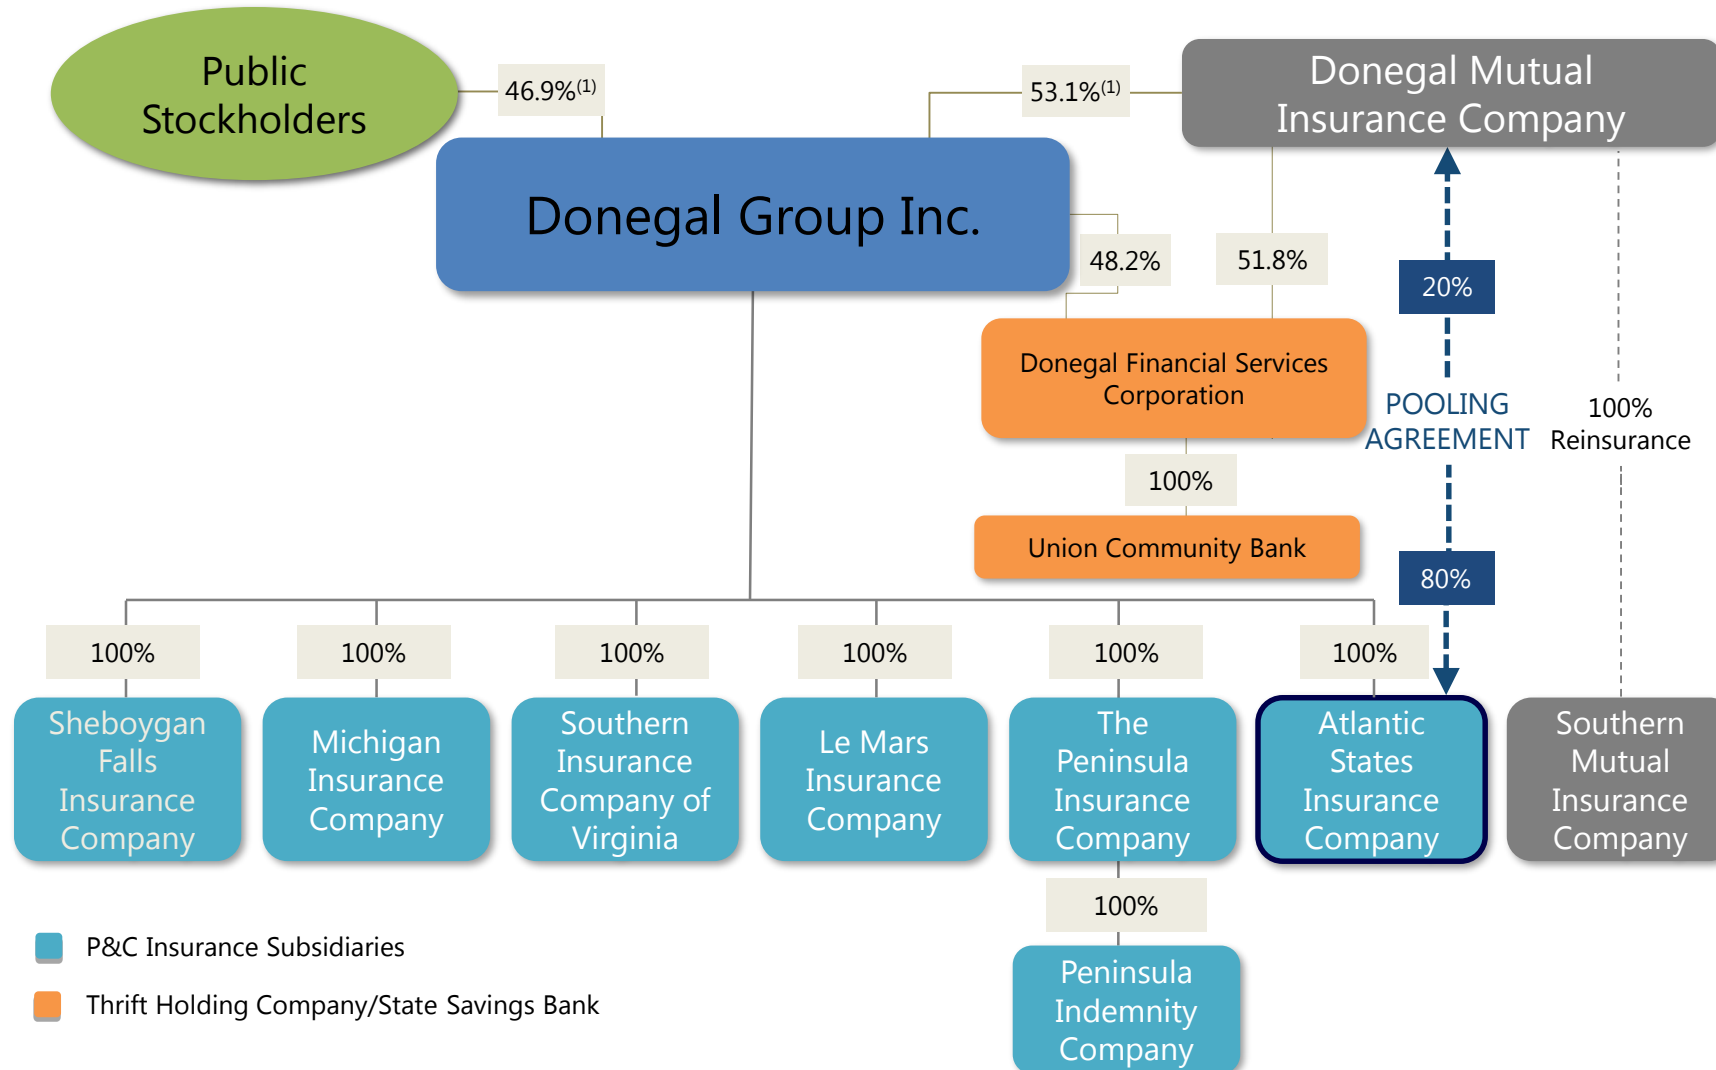 Public
Stockholders
46.9%(1)
53.1%(1)
Donegal Mutual
Insurance Company
Donegal Group Inc.
48.2%
51.8%
20%
Donegal Financial Services
Corporation
POOLING
AGREEMENT
100%
Reinsurance
100%
Union Community Bank
80%
100%
100%
100%
100%
100%
100%
Sheboygan
Falls
Insurance
Company
Michigan
Insurance
Company
Southern
Insurance
Company of
Virginia
Le Mars
Insurance
Company
The
Peninsula
Insurance
Company
Atlantic
States
Insurance
Company
Southern
Mutual
Insurance
Company
100%
Peninsula
Indemnity
Company
P&C Insurance Subsidiaries
Thrift Holding Company/State Savings Bank